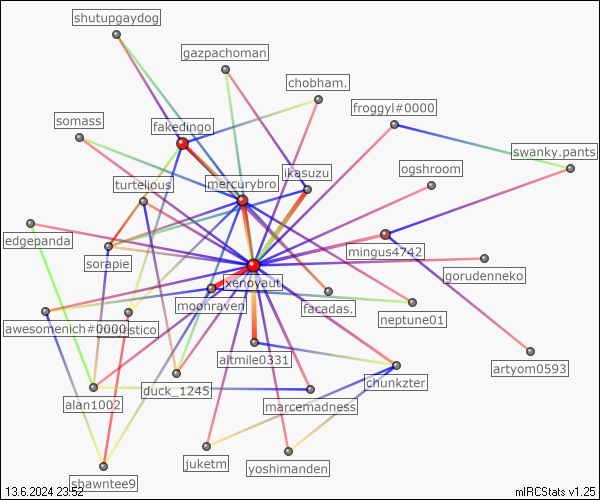 shutupgaydog
gazpachoman
chobham.
froggyl#0000
somass
fakedingo
swanky.pants
ikasuzu
ogshroom
mercurybro
turtelious
edgepanda
sorapie
mingus4742
gorudenneko
xenoyaut
moonraven
facadas.
neptune01
awesomenich#0000
altmile0331
artyom0593
duck_1245
chunkzter
alan1002
marcemadness
juketm
yoshimanden
shawntee9
13.6.2024 23:52
mIRCStats v1.25